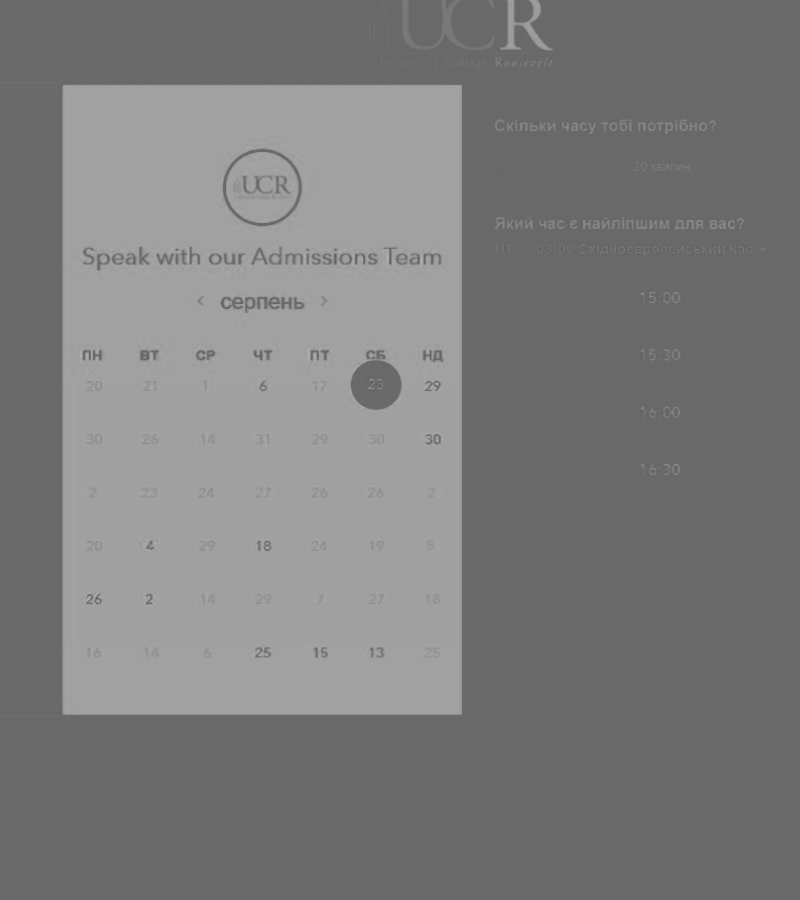 UCR
University College Roosevelt
UCR
Speak with our Admissions Team
< серпень >
ПН ВТ СР ЧТ ПТ СБ НД
20 21 1 6 17 23 29
30 26 14 31 29 30 30
2 23 24 27 26 26 2
20 4 29 18 24 19 5
26 2 14 29 7 27 18
16 14 6 25 15 13 25
Скільки часу тобі потрібно?
30 хвилин
Який час є найліпшим для вас?
UTC +03:00 Східноєвропейський час
15:00
15:30
16:00
16:30